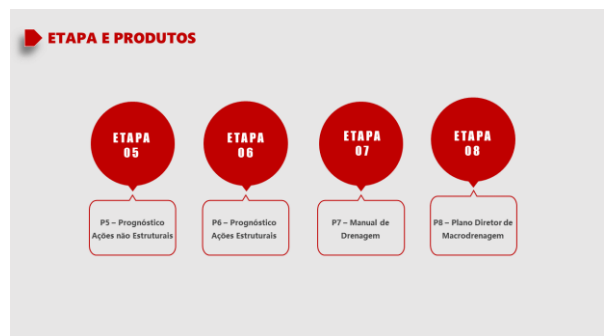 ETAPA E PRODUTOS
ETAPA
05
ETAPA
06
ETAPA
07
ETAPA
08
P5 – Prognóstico
Ações não Estruturais
P6 – Prognóstico
Ações Estruturais
P7 – Manual de
Drenagem
P8 – Plano Diretor de
Macrodrenagem